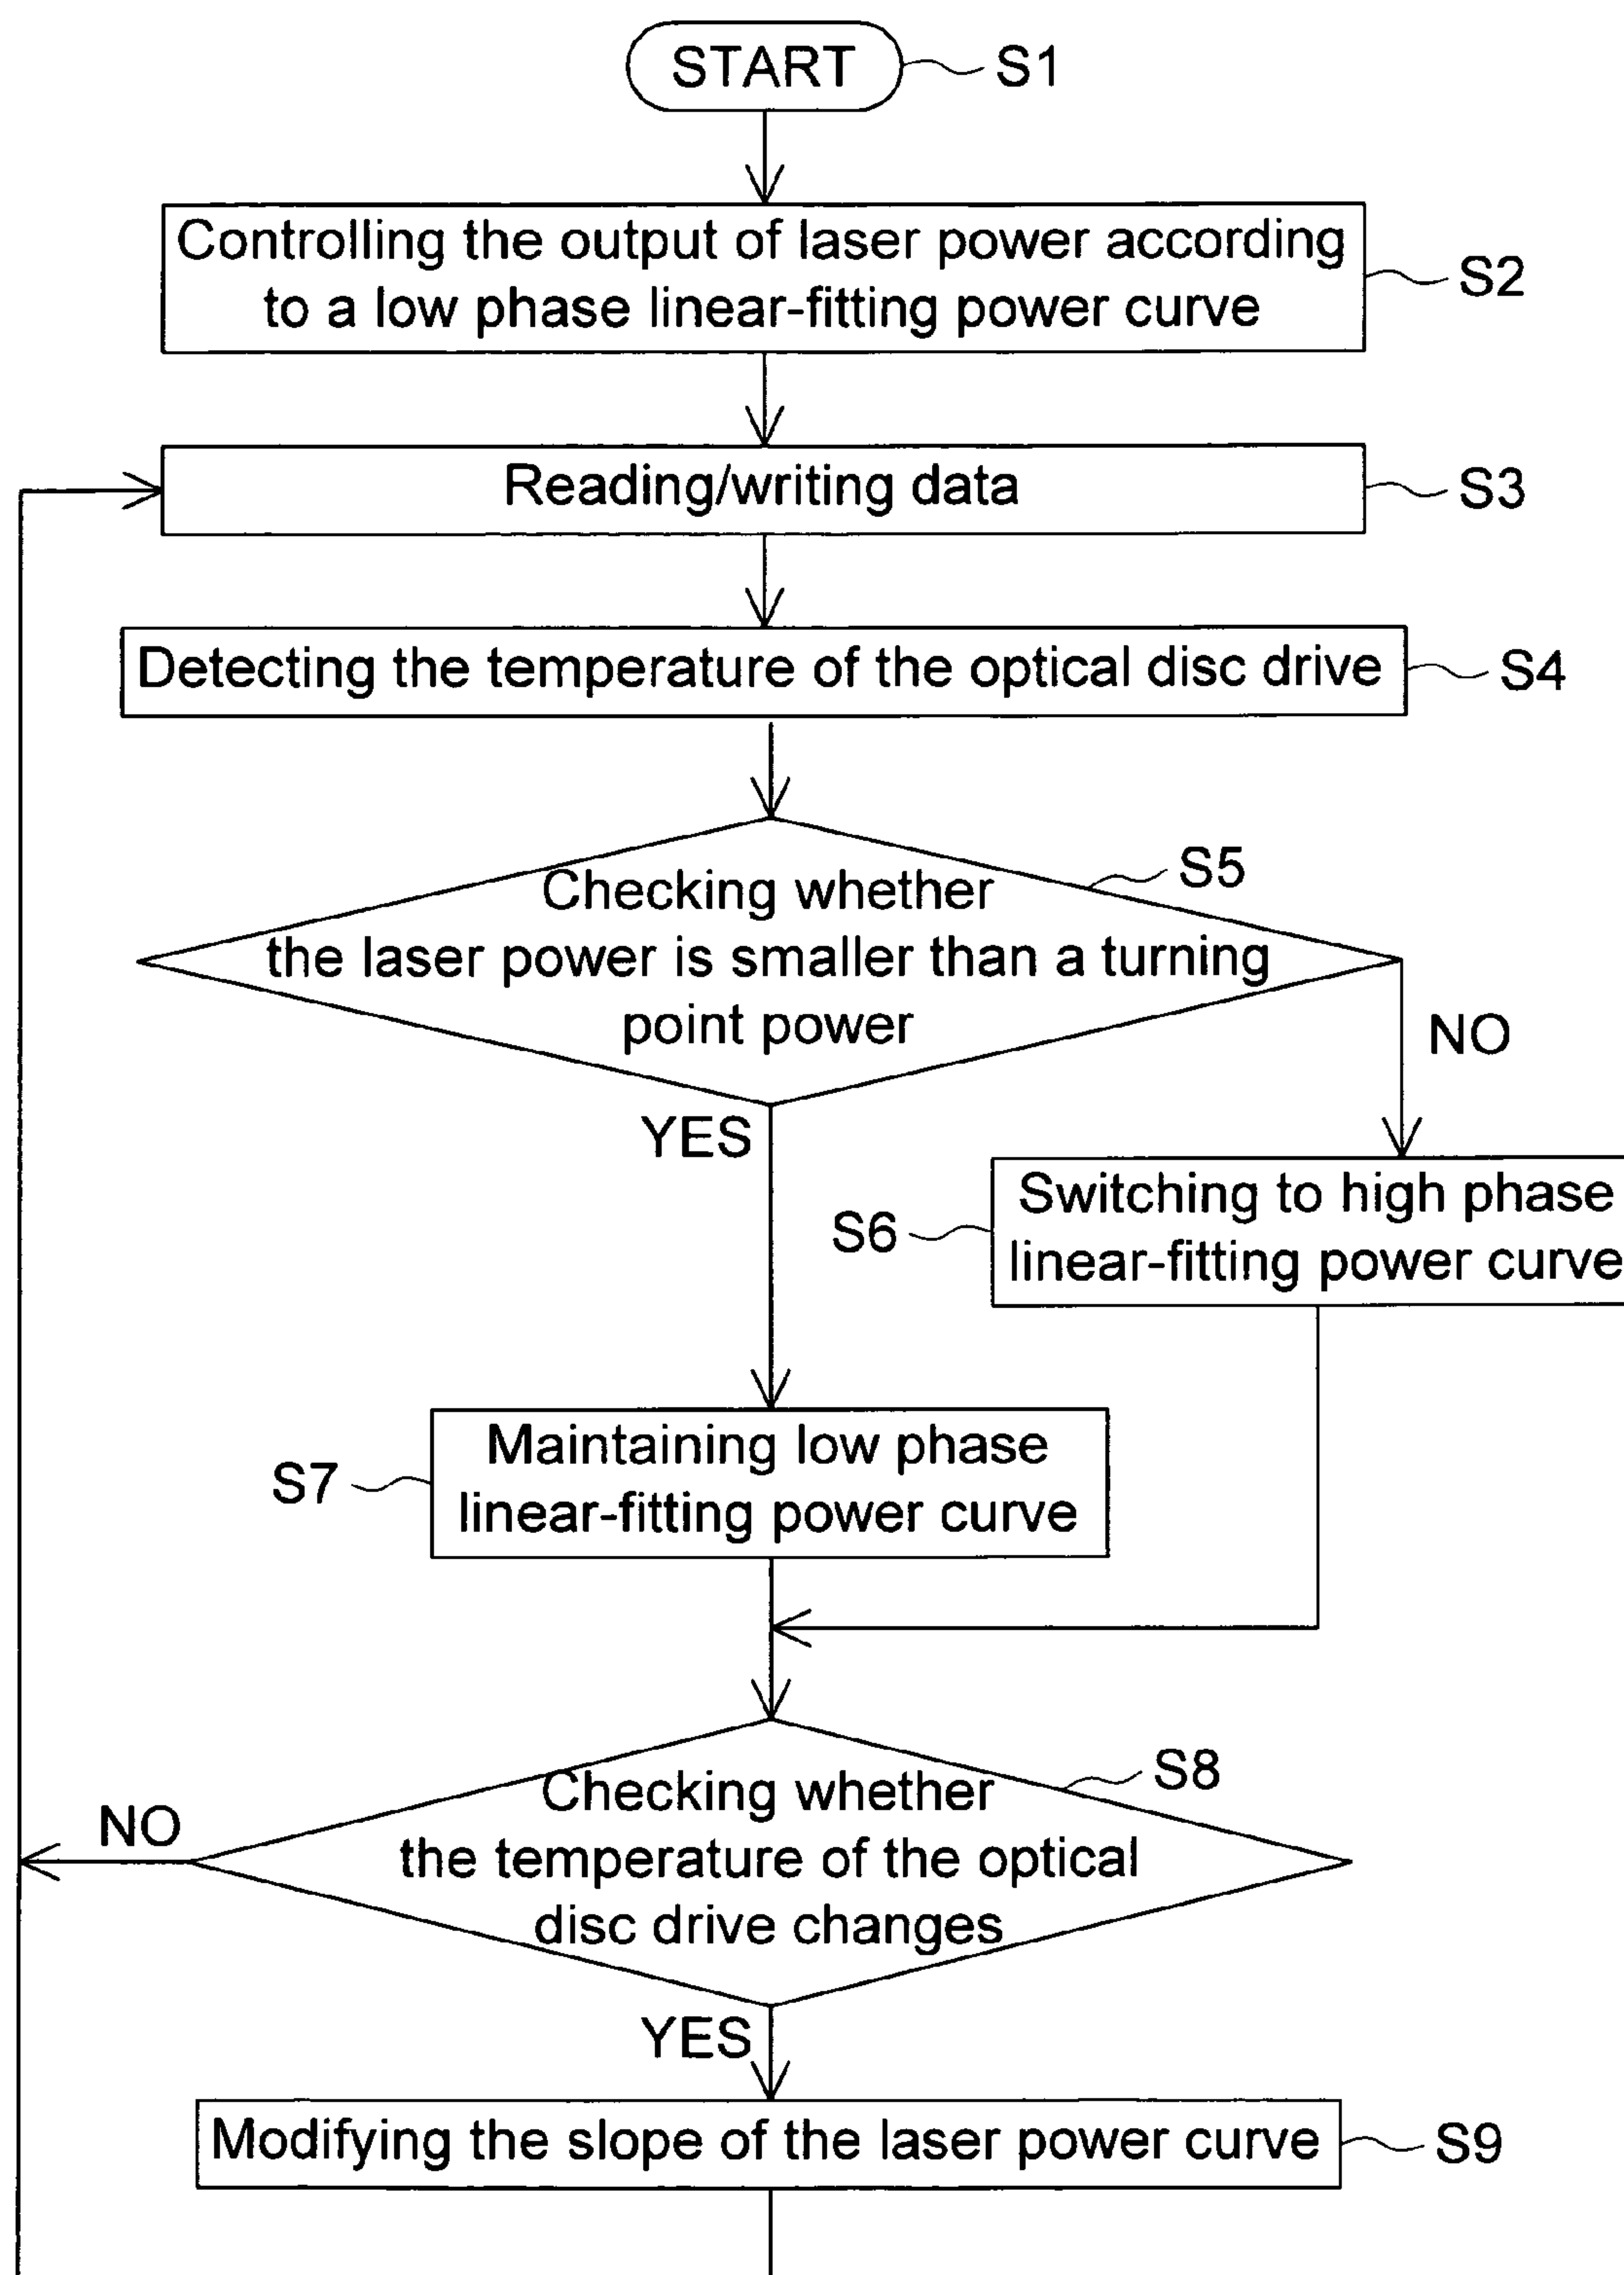 START
S1
Controlling the output of laser power according
to a low phase linear-fitting power curve
S2
Reading/writing data
S3
Detecting the temperature of the optical disc drive
S4
Checking whether
the laser power is smaller than a turning
point power
S5
NO
YES
Switching to high phase
linear-fitting power curve
S6
Maintaining low phase
linear-fitting power curve
S7
Checking whether
the temperature of the optical
disc drive changes
S8
NO
YES
Modifying the slope of the laser power curve
S9